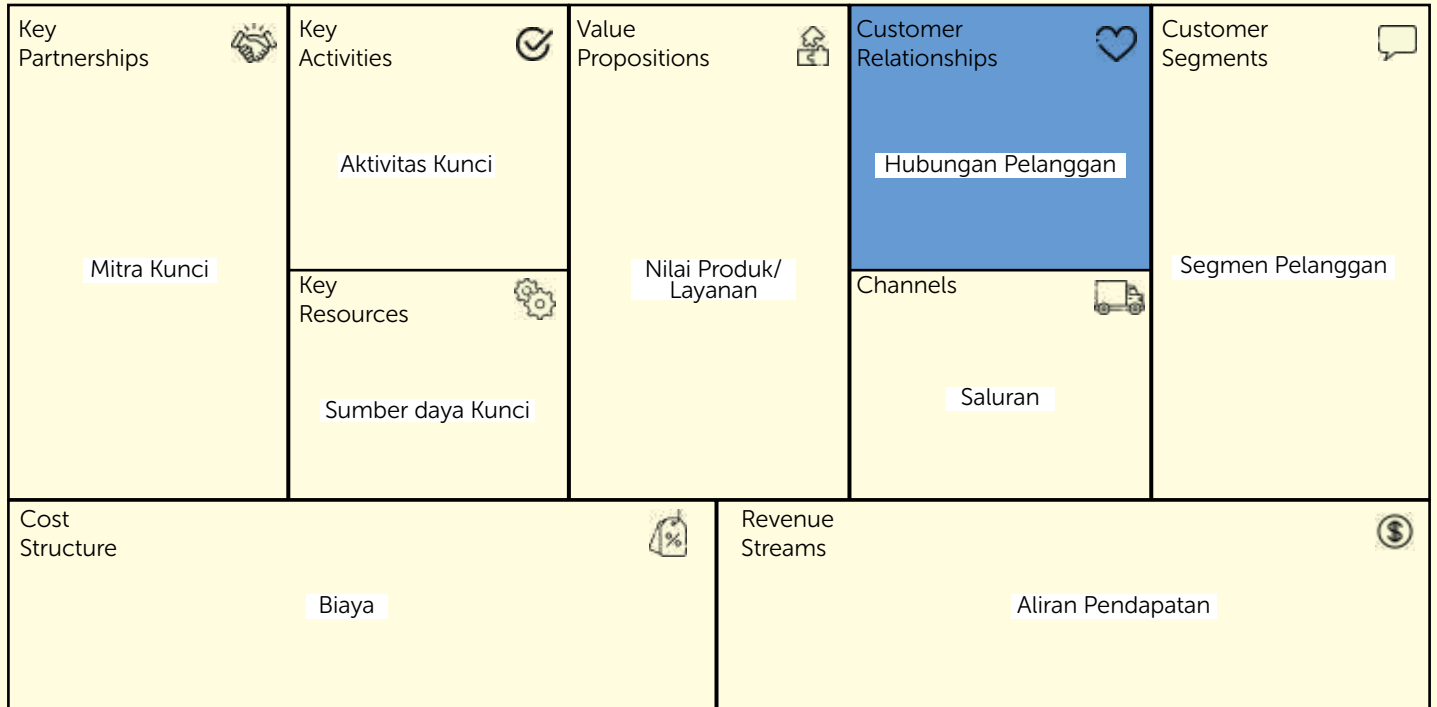 Key
Partnerships
Mitra Kunci
Key
Activities
Aktivitas Kunci
Key
Resources
Sumber daya Kunci
Value
Propositions
Nilai Produk/
Layanan
Customer
Relationships
Hubungan Pelanggan
Channels
Saluran
Customer
Segments
Segmen Pelanggan
Cost
Structure
%
Biaya
Revenue
Streams
$
Aliran Pendapatan